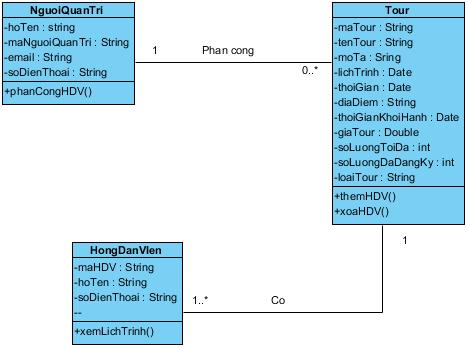 NguoiQuanTri
-hoTen : string
-maNguoiQuanTri : String
-email : String
-soDienThoai : String
+phanCongHDV()
1
Phan cong
0..*
Tour
-maTour : String
-tenTour : String
-moTa : Sring
-lichTrinh : Date
-thoiGian : Date
-diaDiem : String
-thoiGianKhoiHanh : Date
-giaTour : Double
-soLuongToiDa : int
-soLuongDaDangKy : int
-loaiTour : String
+themHDV()
+xoaHDV()
1
HongDanVIen
-maHDV : String
-hoTen : String
-soDienThoai : String
--
+xemLichTrinh()
1..*
Co